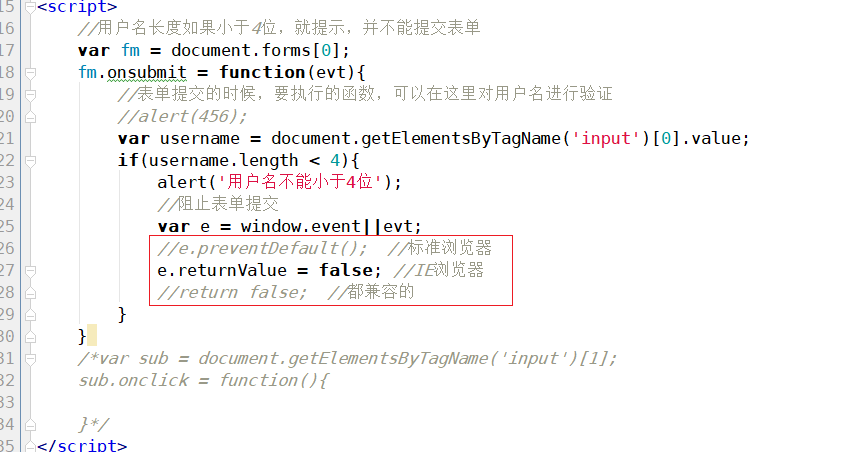 15 <script>
16 //用户名长度如果小于4位，就提示，并不能提交表单
17 var fm = document.forms[0];
18 fm.onsubmit = function(evt){
19 //表单提交的时候，要执行的函数，可以在这里对用户名进行验证
20 //alert(456);
21 var username = document.getElementsByTagName('input')[0].value;
22 if(username.length < 4){
23 alert('用户名不能小于4位');
24 //阻止表单提交
25 var e = window.event||evt;
26 //e.preventDefault();  //标准浏览器
27 e.returnValue = false; //IE浏览器
28 //return false;  //都兼容的
29 }
30 }
31 /*var sub = document.getElementsByTagName('input')[1];
32 sub.onclick = function(){
33
34 }*/
35 </script>